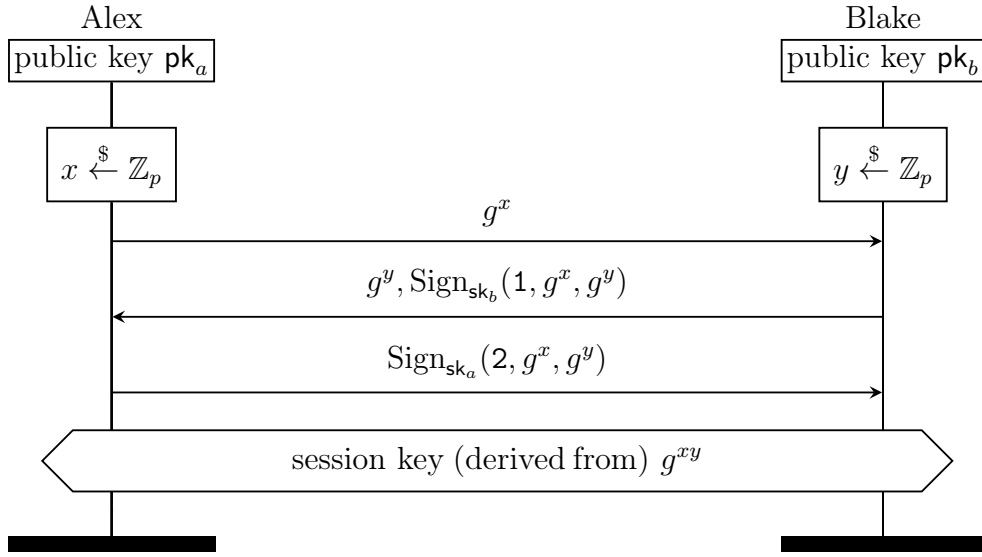 Alex
Blake
public key pk_a
public key pk_b
x $← ℤ_p
y $← ℤ_p
g^x
g^y, Sign_{sk_b}(1, g^x, g^y)
Sign_{sk_a}(2, g^x, g^y)
session key (derived from) g^{xy}